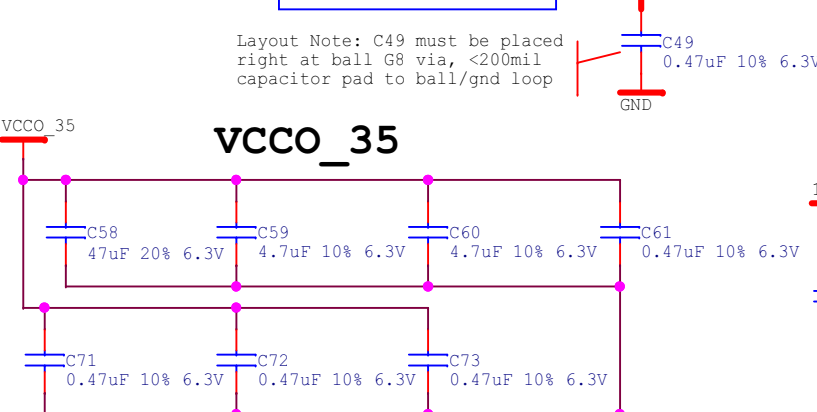 Layout Note: C49 must be placed
right at ball G8 via, <200mil
capacitor pad to ball/gnd loop
C49
0.47uF 10% 6.3V
GND
VCCO_35
VCCO_35
C58
47uF 20% 6.3V
C59
4.7uF 10% 6.3V
C60
4.7uF 10% 6.3V
C61
0.47uF 10% 6.3V
C71
0.47uF 10% 6.3V
C72
0.47uF 10% 6.3V
C73
0.47uF 10% 6.3V